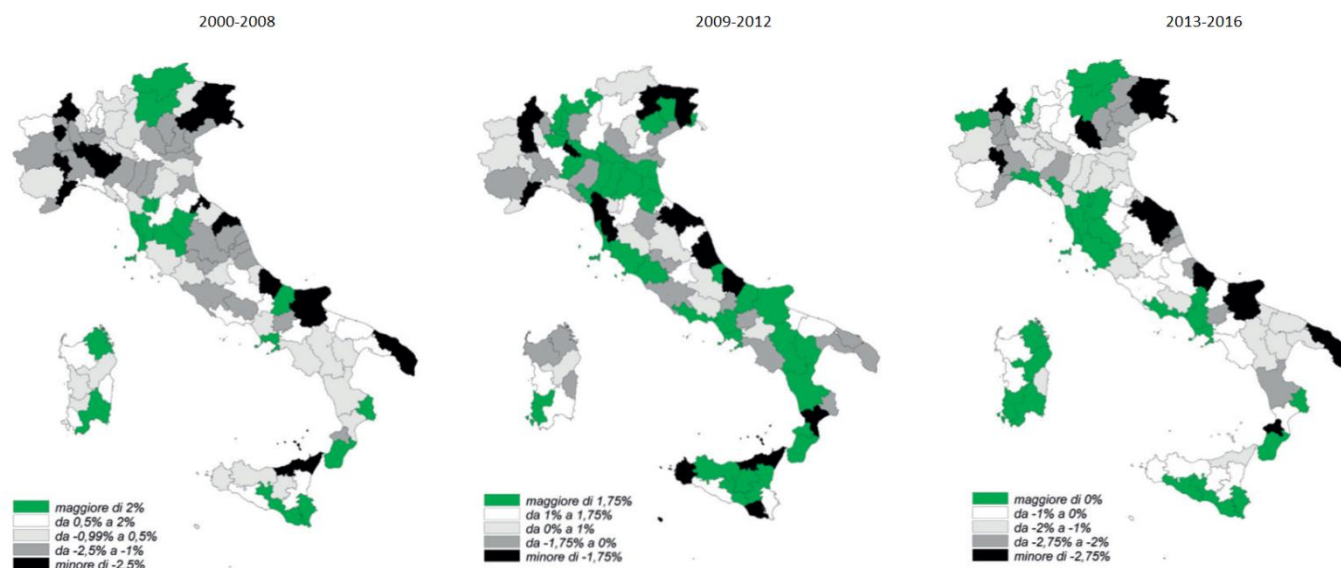 2000-2008
2009-2012
2013-2016
maggiore di 2%
da 0,5% a 2%
da -0,99% a 0,5%
da -2,5% a -1%
minore di -2,5%
maggiore di 1,75%
da 1% a 1,75%
da 0% a 1%
da -1,75% a 0%
minore di -1,75%
maggiore di 0%
da -1% a 0%
da -2% a -1%
da -2,75% a -2%
minore di -2,75%